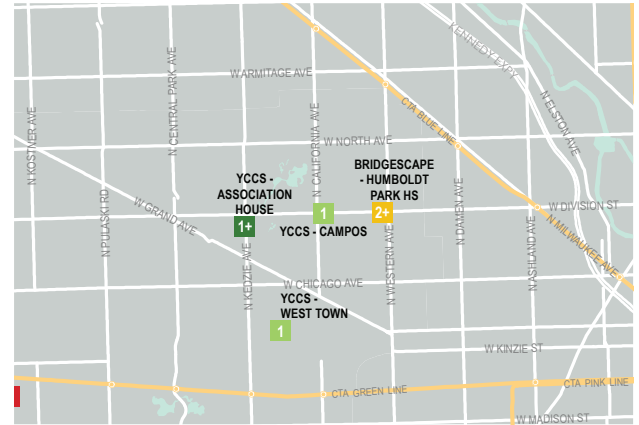 KENNEDY EXPY
W ARMITAGE AVE
N CENTRAL PARK AVE
N KOSTNER AVE
N ELSTON AVE
CTA BLUE LINE
W NORTH AVE
N CALIFORNIA AVE
BRIDGESCAPE
- HUMBOLDT
PARK HS
YCCS -
ASSOCIATION
HOUSE
N PULASKI RD
W GRAND AVE
1+
1
2+
YCCS - CAMPOS
N DAMEN AVE
W DIVISION ST
N MILWAUKEE AVE
N KEDZIE AVE
N WESTERN AVE
N ASHLAND AVE
W CHICAGO AVE
YCCS -
WEST TOWN
1
W KINZIE ST
CTA GREEN LINE
CTA PINK LINE
W MADISON ST